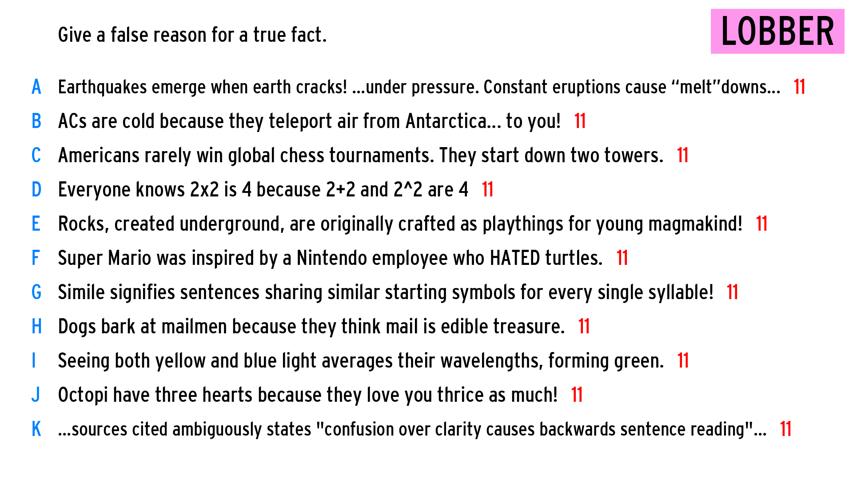 Give a false reason for a true fact.
LOBBER
A Earthquakes emerge when earth cracks! ...under pressure. Constant eruptions cause “melt”downs... 11
B ACs are cold because they teleport air from Antarctica... to you! 11
C Americans rarely win global chess tournaments. They start down two towers. 11
D Everyone knows 2x2 is 4 because 2+2 and 2^2 are 4 11
E Rocks, created underground, are originally crafted as playthings for young magmakind! 11
F Super Mario was inspired by a Nintendo employee who HATED turtles. 11
G Simile signifies sentences sharing similar starting symbols for every single syllable! 11
H Dogs bark at mailmen because they think mail is edible treasure. 11
I Seeing both yellow and blue light averages their wavelengths, forming green. 11
J Octopi have three hearts because they love you thrice as much! 11
K ...sources cited ambiguously states "confusion over clarity causes backwards sentence reading"... 11